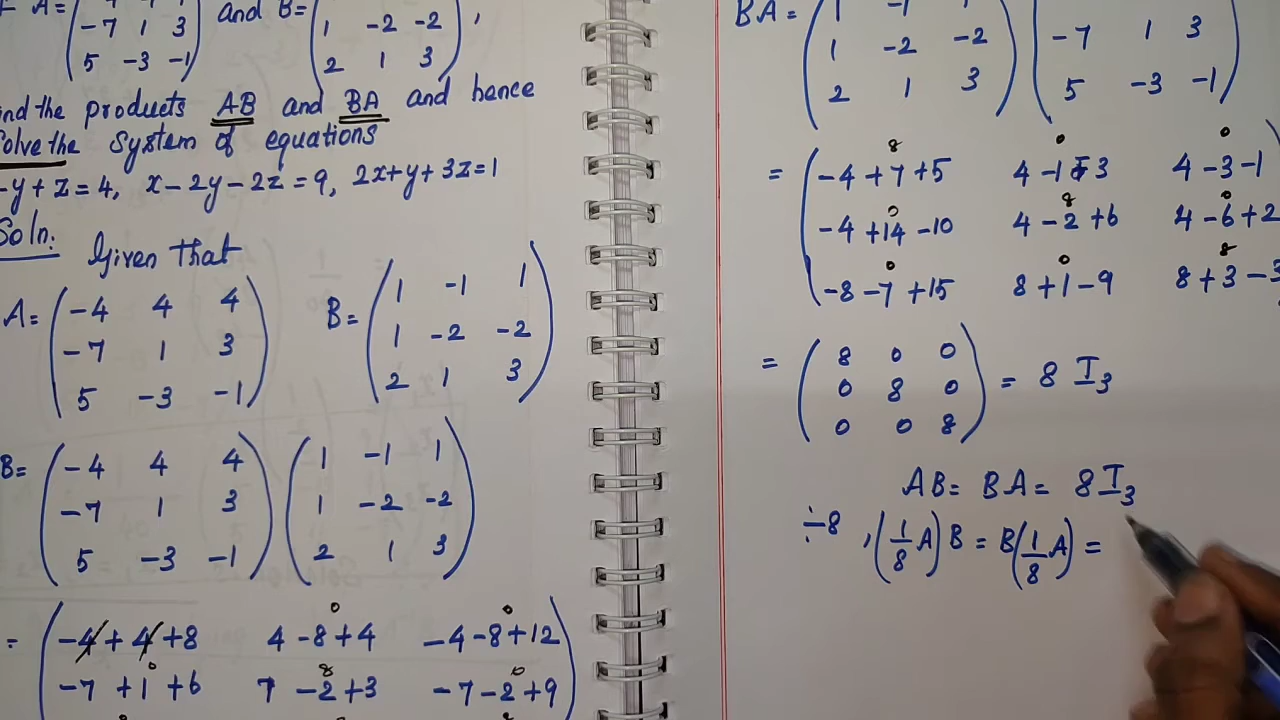 A= and B= ,
-7 1 3 1 -2 -2
5 -3 -1 2 1 3
ind the products AB and BA and hence
Solve the System of equations
-y+z=4, x-2y-2z=9, 2x+y+3z=1
Soln: Given that
A= (-4 4 4 B= (1 -1 1
-7 1 3 1 -2 -2
5 -3 -1) 2 1 3)
B= (-4 4 4 (1 -1 1
-7 1 3 1 -2 -2
5 -3 -1) 2 1 3)
= (-4+4+8 4-8+4 -4-8+12
-7+1+6 7-2+3 -7-2+9
BA= (1 -1
1 -2 -2 -7 1 3
2 1 3) 5 -3 -1)
= (-4+7+5 4-1-3 4-3-1
-4+14-10 4-2+6 4-6+2
-8-7+15 8+1-9 8+3-3
= (8 0 0
0 8 0 = 8 I3
0 0 8)
AB= BA= 8I3
÷8, (1/8 A) B = B(1/8 A) =